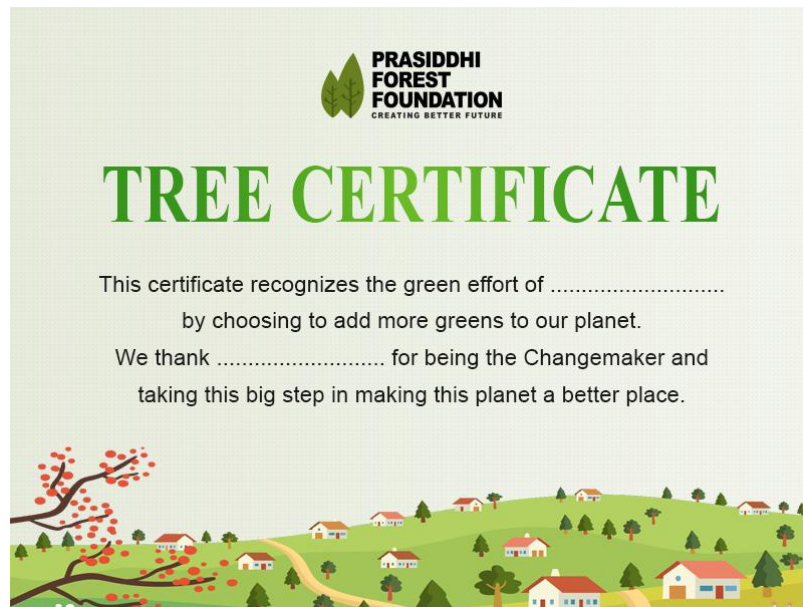 PRASIDDHI
FOREST
FOUNDATION
CREATING BETTER FUTURE
TREE CERTIFICATE
This certificate recognizes the green effort of ............................
by choosing to add more greens to our planet.
We thank ........................... for being the Changemaker and
taking this big step in making this planet a better place.